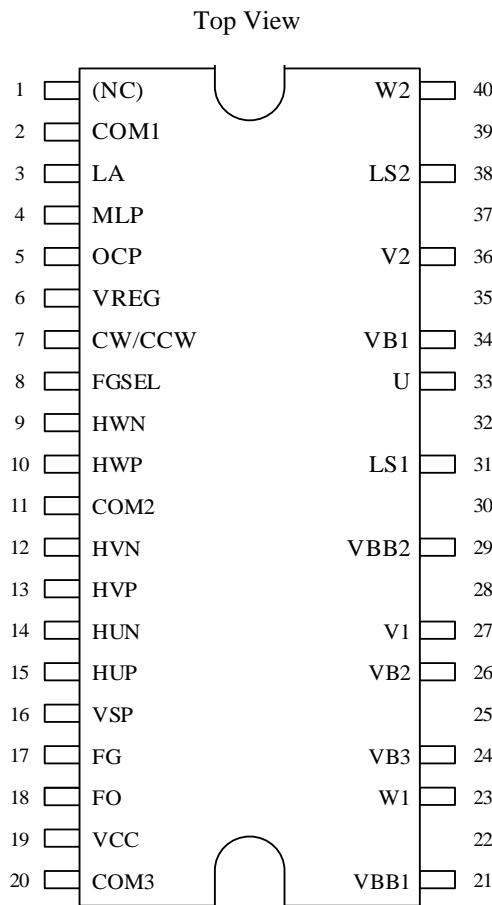 Top View
1 (NC) W2 40
2 COM1 39
3 LA LS2 38
4 MLP 37
5 OCP V2 36
6 VREG 35
7 CW/CCW VB1 34
8 FGSEL U 33
9 HWN 32
10 HWP LS1 31
11 COM2 30
12 HVN VBB2 29
13 HVP 28
14 HUN V1 27
15 HUP VB2 26
16 VSP 25
17 FG VB3 24
18 FO W1 23
19 VCC 22
20 COM3 VBB1 21